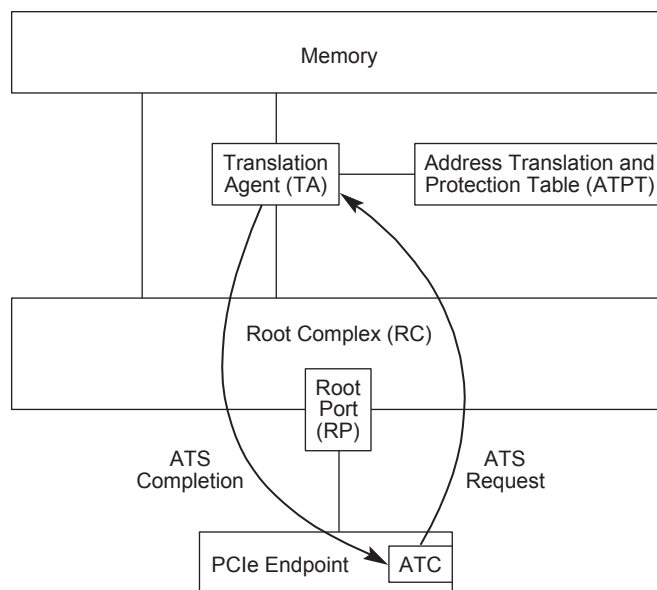 Memory
Translation
Agent (TA)
Address Translation and
Protection Table (ATPT)
Root Complex (RC)
Root
Port
(RP)
ATS
Completion
ATS
Request
PCIe Endpoint
ATC